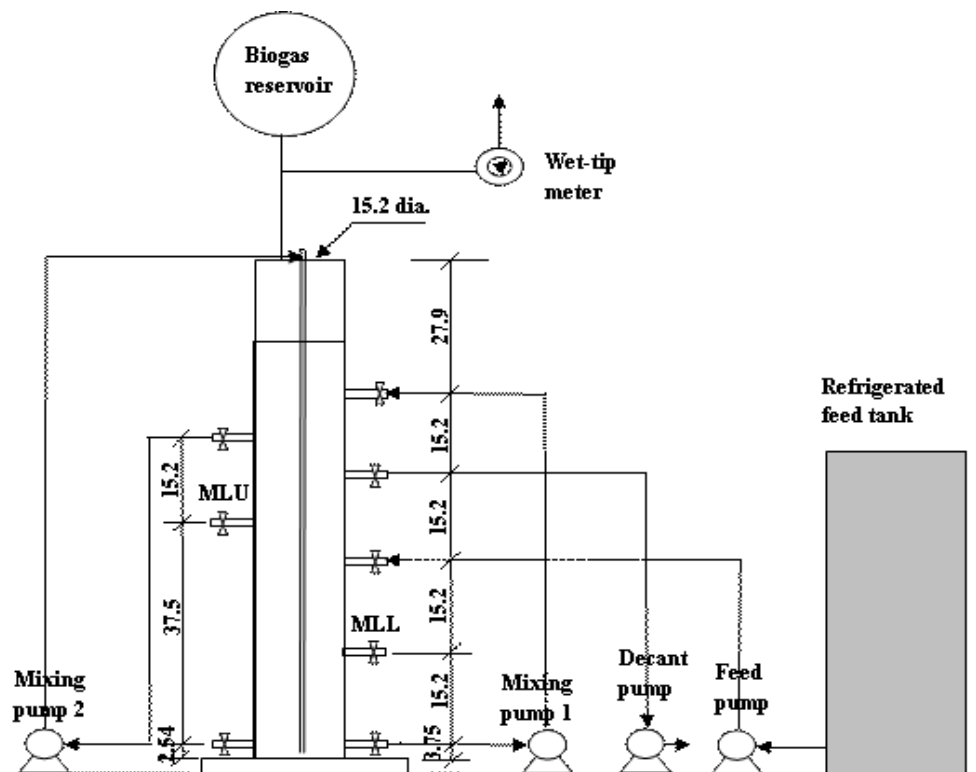 Biogas
reservoir
Wet-tip
meter
15.2 dia.
27.9
Refrigerated
feed tank
15.2
15.2
MLU
15.2
37.5
15.2
MLL
15.2
Mixing
pump 2
Mixing
pump 1
Decant
pump
Feed
pump
2.54
3.75